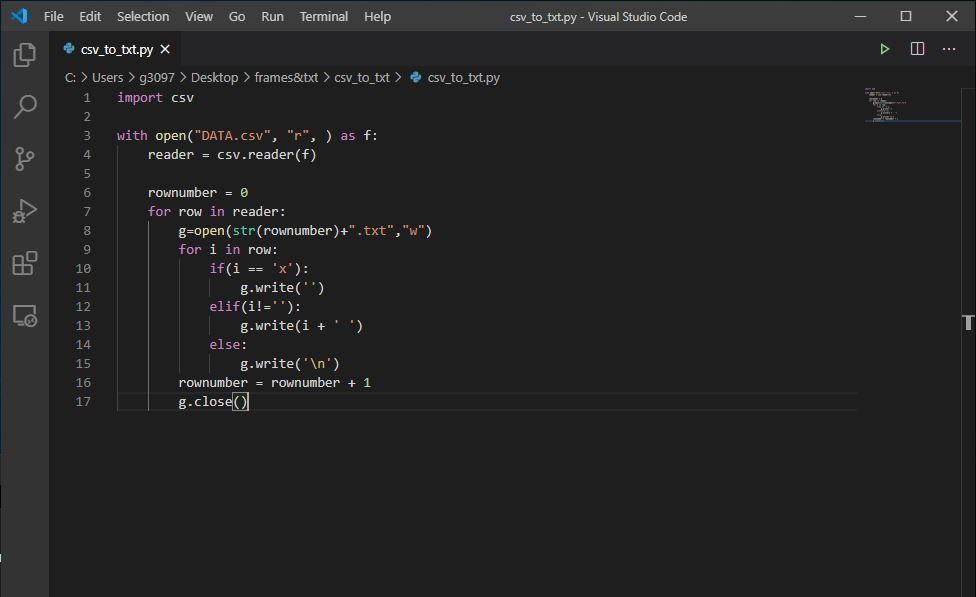 File Edit Selection View Go Run Terminal Help csv_to_txt.py - Visual Studio Code
csv_to_txt.py
C: > Users > g3097 > Desktop > frames&txt > csv_to_txt > csv_to_txt.py
1 import csv
2
3 with open("DATA.csv", "r", ) as f:
4     reader = csv.reader(f)
5
6     rownumber = 0
7     for row in reader:
8         g=open(str(rownumber)+".txt","w")
9         for i in row:
10             if(i == 'x'):
11                 g.write('')
12             elif(i!=''):
13                 g.write(i + ' ')
14             else:
15                 g.write('\n')
16         rownumber = rownumber + 1
17         g.close()